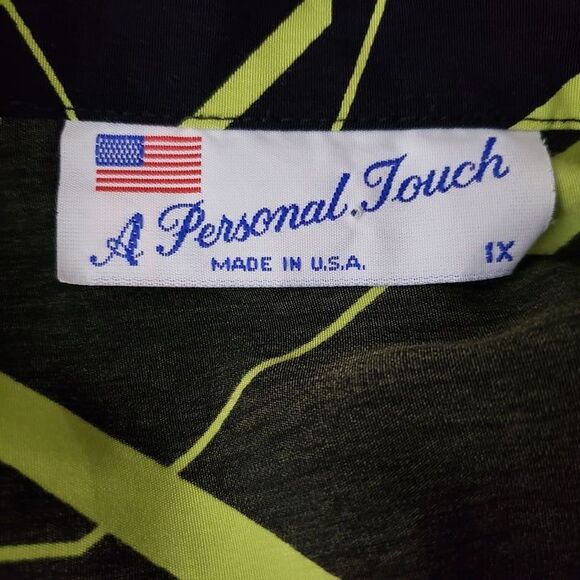 A Personal Touch
MADE IN U.S.A.
1X